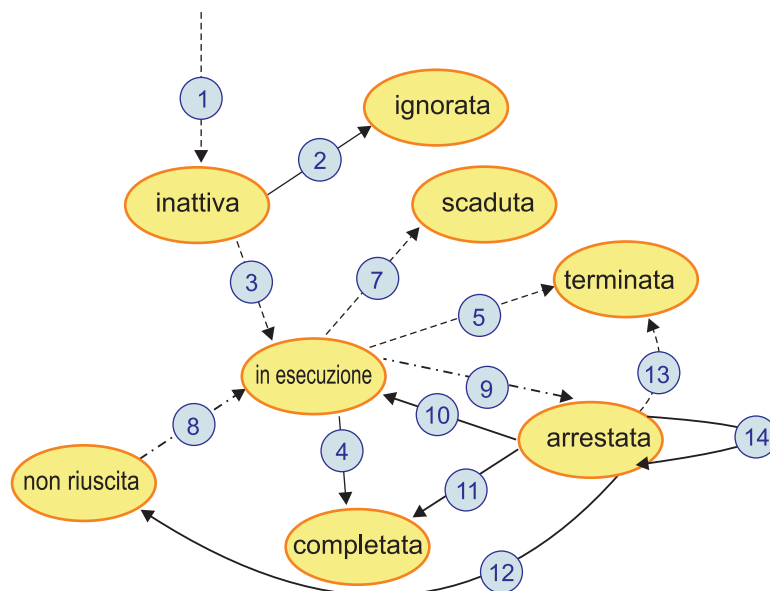 1
ignorata
2
inattiva
scaduta
3
7
terminata
5
in esecuzione
9
13
8
10
4
arrestata
14
non riuscita
11
completata
12